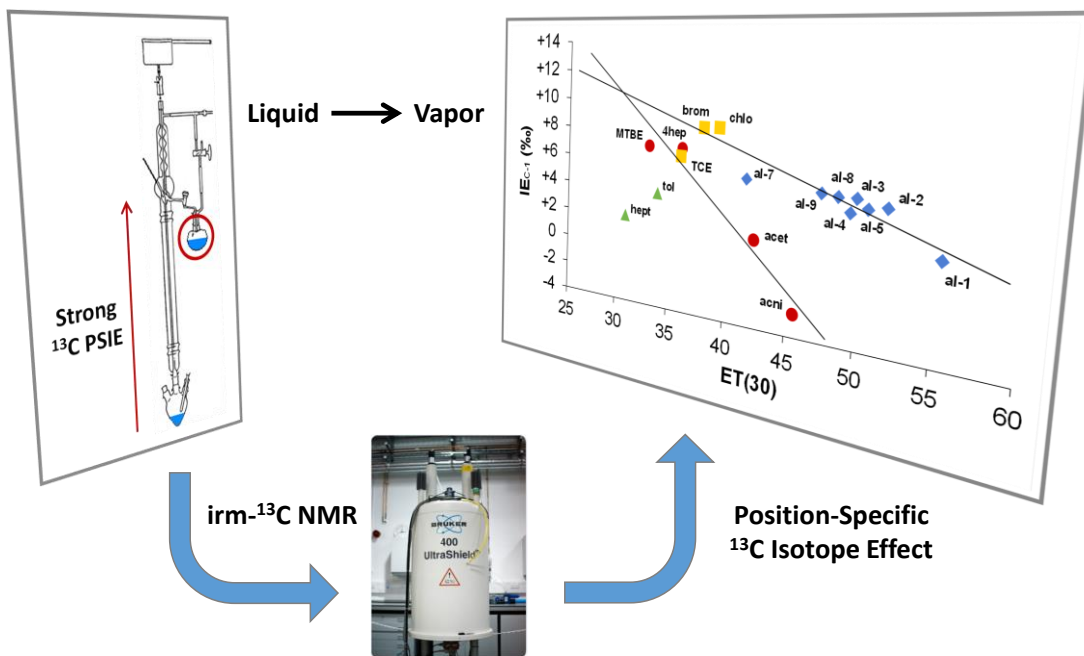 Liquid → Vapor
Strong
¹³C PSIE
+14
+12
+10
+8
+6
+4
+2
0
-2
-4
IE_C-1 (‰)
25
30
35
40
45
50
55
60
ET(30)
brom
chlo
MTBE
4hep
TCE
tol
hept
al-7
al-8
al-3
al-2
al-9
al-4
al-5
al-1
acet
acni
irm-¹³C NMR
BRUKER
400
UltraShield
Position-Specific
¹³C Isotope Effect